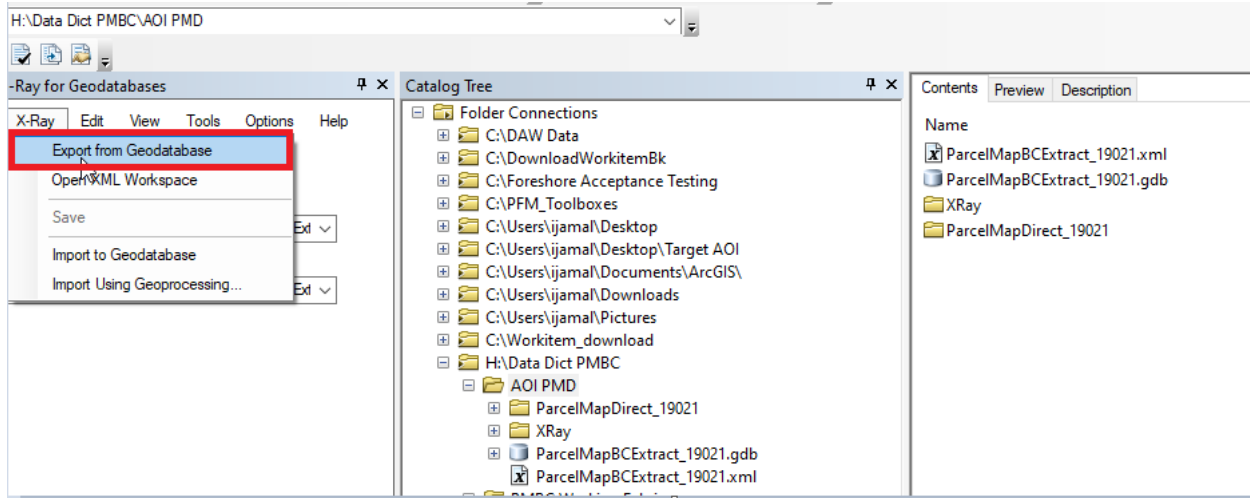 H:\Data Dict PMBC\AOI PMD
-Ray for Geodatabases
X-Ray Edit View Tools Options Help
Export from Geodatabase
Open XML Workspace
Save
Import to Geodatabase
Import Using Geoprocessing...
Ext
Ext
Catalog Tree
Folder Connections
C:\DAW Data
C:\DownloadWorkitemBk
C:\Foreshore Acceptance Testing
C:\PFM_Toolboxes
C:\Users\ijamal\Desktop
C:\Users\ijamal\Desktop\Target AOI
C:\Users\ijamal\Documents\ArcGIS\
C:\Users\ijamal\Downloads
C:\Users\ijamal\Pictures
C:\Workitem_download
H:\Data Dict PMBC
AOI PMD
ParcelMapDirect_19021
XRay
ParcelMapBCExtract_19021.gdb
ParcelMapBCExtract_19021.xml
Contents Preview Description
Name
ParcelMapBCExtract_19021.xml
ParcelMapBCExtract_19021.gdb
XRay
ParcelMapDirect_19021